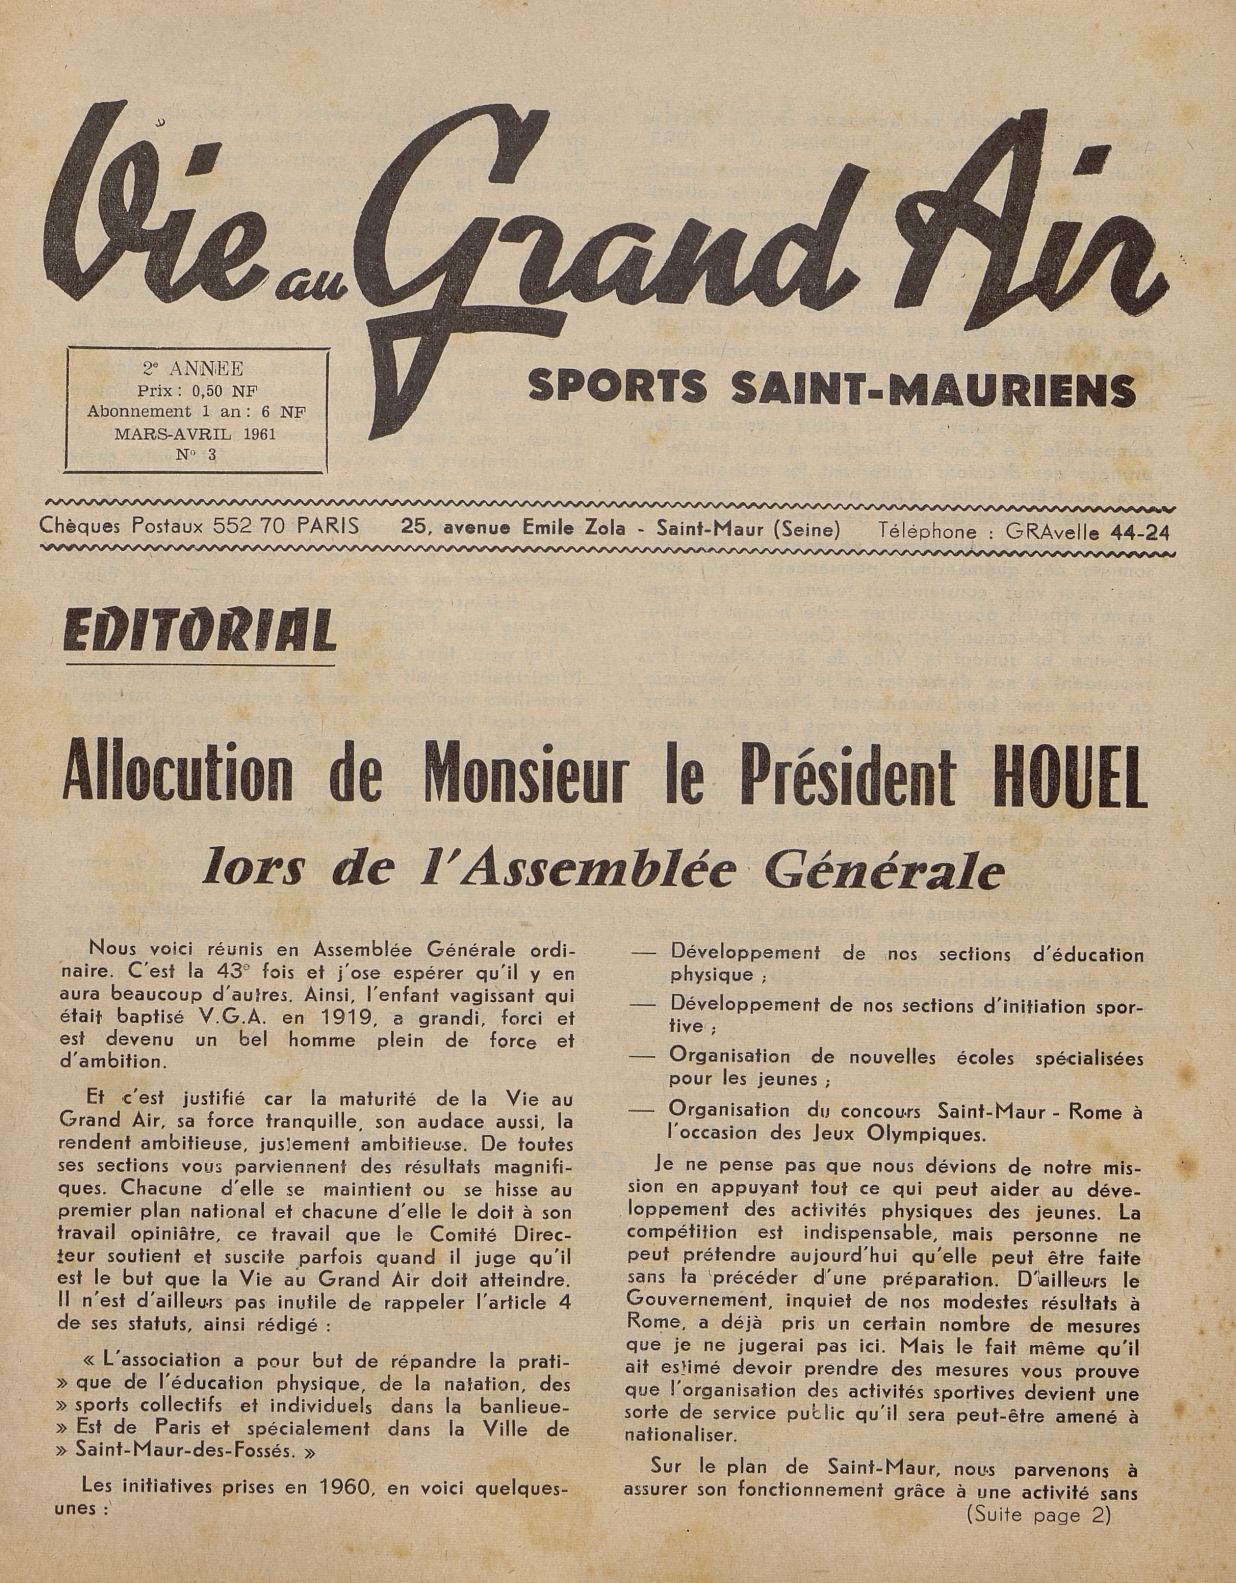 Vie au Grand Air
SPORTS SAINT-MAURIENS
2e ANNEE
Prix : 0,50 NF
Abonnement 1 an : 6 NF
MARS-AVRIL 1961
N° 3
Chèques Postaux 552 70 PARIS 25, avenue Emile Zola - Saint-Maur (Seine) Téléphone : GRAvelle 44-24
EDITORIAL
Allocution de Monsieur le Président HOUEL
lors de l'Assemblée Générale
Nous voici réunis en Assemblée Générale ordi-
naire. C'est la 43e fois et j'ose espérer qu'il y en
aura beaucoup d'autres. Ainsi, l'enfant vagissant qui
était baptisé V.G.A. en 1919, a grandi, forci et
est devenu un bel homme plein de force et
d'ambition.
Et c'est justifié car la maturité de la Vie au
Grand Air, sa force tranquille, son audace aussi, la
rendent ambitieuse, justement ambitieuse. De toutes
ses sections vous parviennent des résultats magnifi-
ques. Chacune d'elle se maintient ou se hisse au
premier plan national et chacune d'elle le doit à son
travail opiniâtre, ce travail que le Comité Direc-
teur soutient et suscite parfois quand il juge qu'il
est le but que la Vie au Grand Air doit atteindre.
Il n'est d'ailleurs pas inutile de rappeler l'article 4
de ses statuts, ainsi rédigé :
« L'association a pour but de répandre la prati-
» que de l'éducation physique, de la natation, des
» sports collectifs et individuels dans la banlieue-
» Est de Paris et spécialement dans la Ville de
» Saint-Maur-des-Fossés. »
Les initiatives prises en 1960, en voici quelques-
unes :
— Développement de nos sections d'éducation
physique ;
— Développement de nos sections d'initiation spor-
tive ;
— Organisation de nouvelles écoles spécialisées
pour les jeunes ;
— Organisation du concours Saint-Maur - Rome à
l'occasion des Jeux Olympiques.
Je ne pense pas que nous dévions de notre mis-
sion en appuyant tout ce qui peut aider au déve-
loppement des activités physiques des jeunes. La
compétition est indispensable, mais personne ne
peut prétendre aujourd'hui qu'elle peut être faite
sans la précéder d'une préparation. D'ailleurs le
Gouvernement, inquiet de nos modestes résultats à
Rome, a déjà pris un certain nombre de mesures
que je ne jugerai pas ici. Mais le fait même qu'il
ait estimé devoir prendre des mesures vous prouve
que l'organisation des activités sportives devient une
sorte de service public qu'il sera peut-être amené à
nationaliser.
Sur le plan de Saint-Maur, nous parvenons à
assurer son fonctionnement grâce à une activité sans
(Suite page 2)